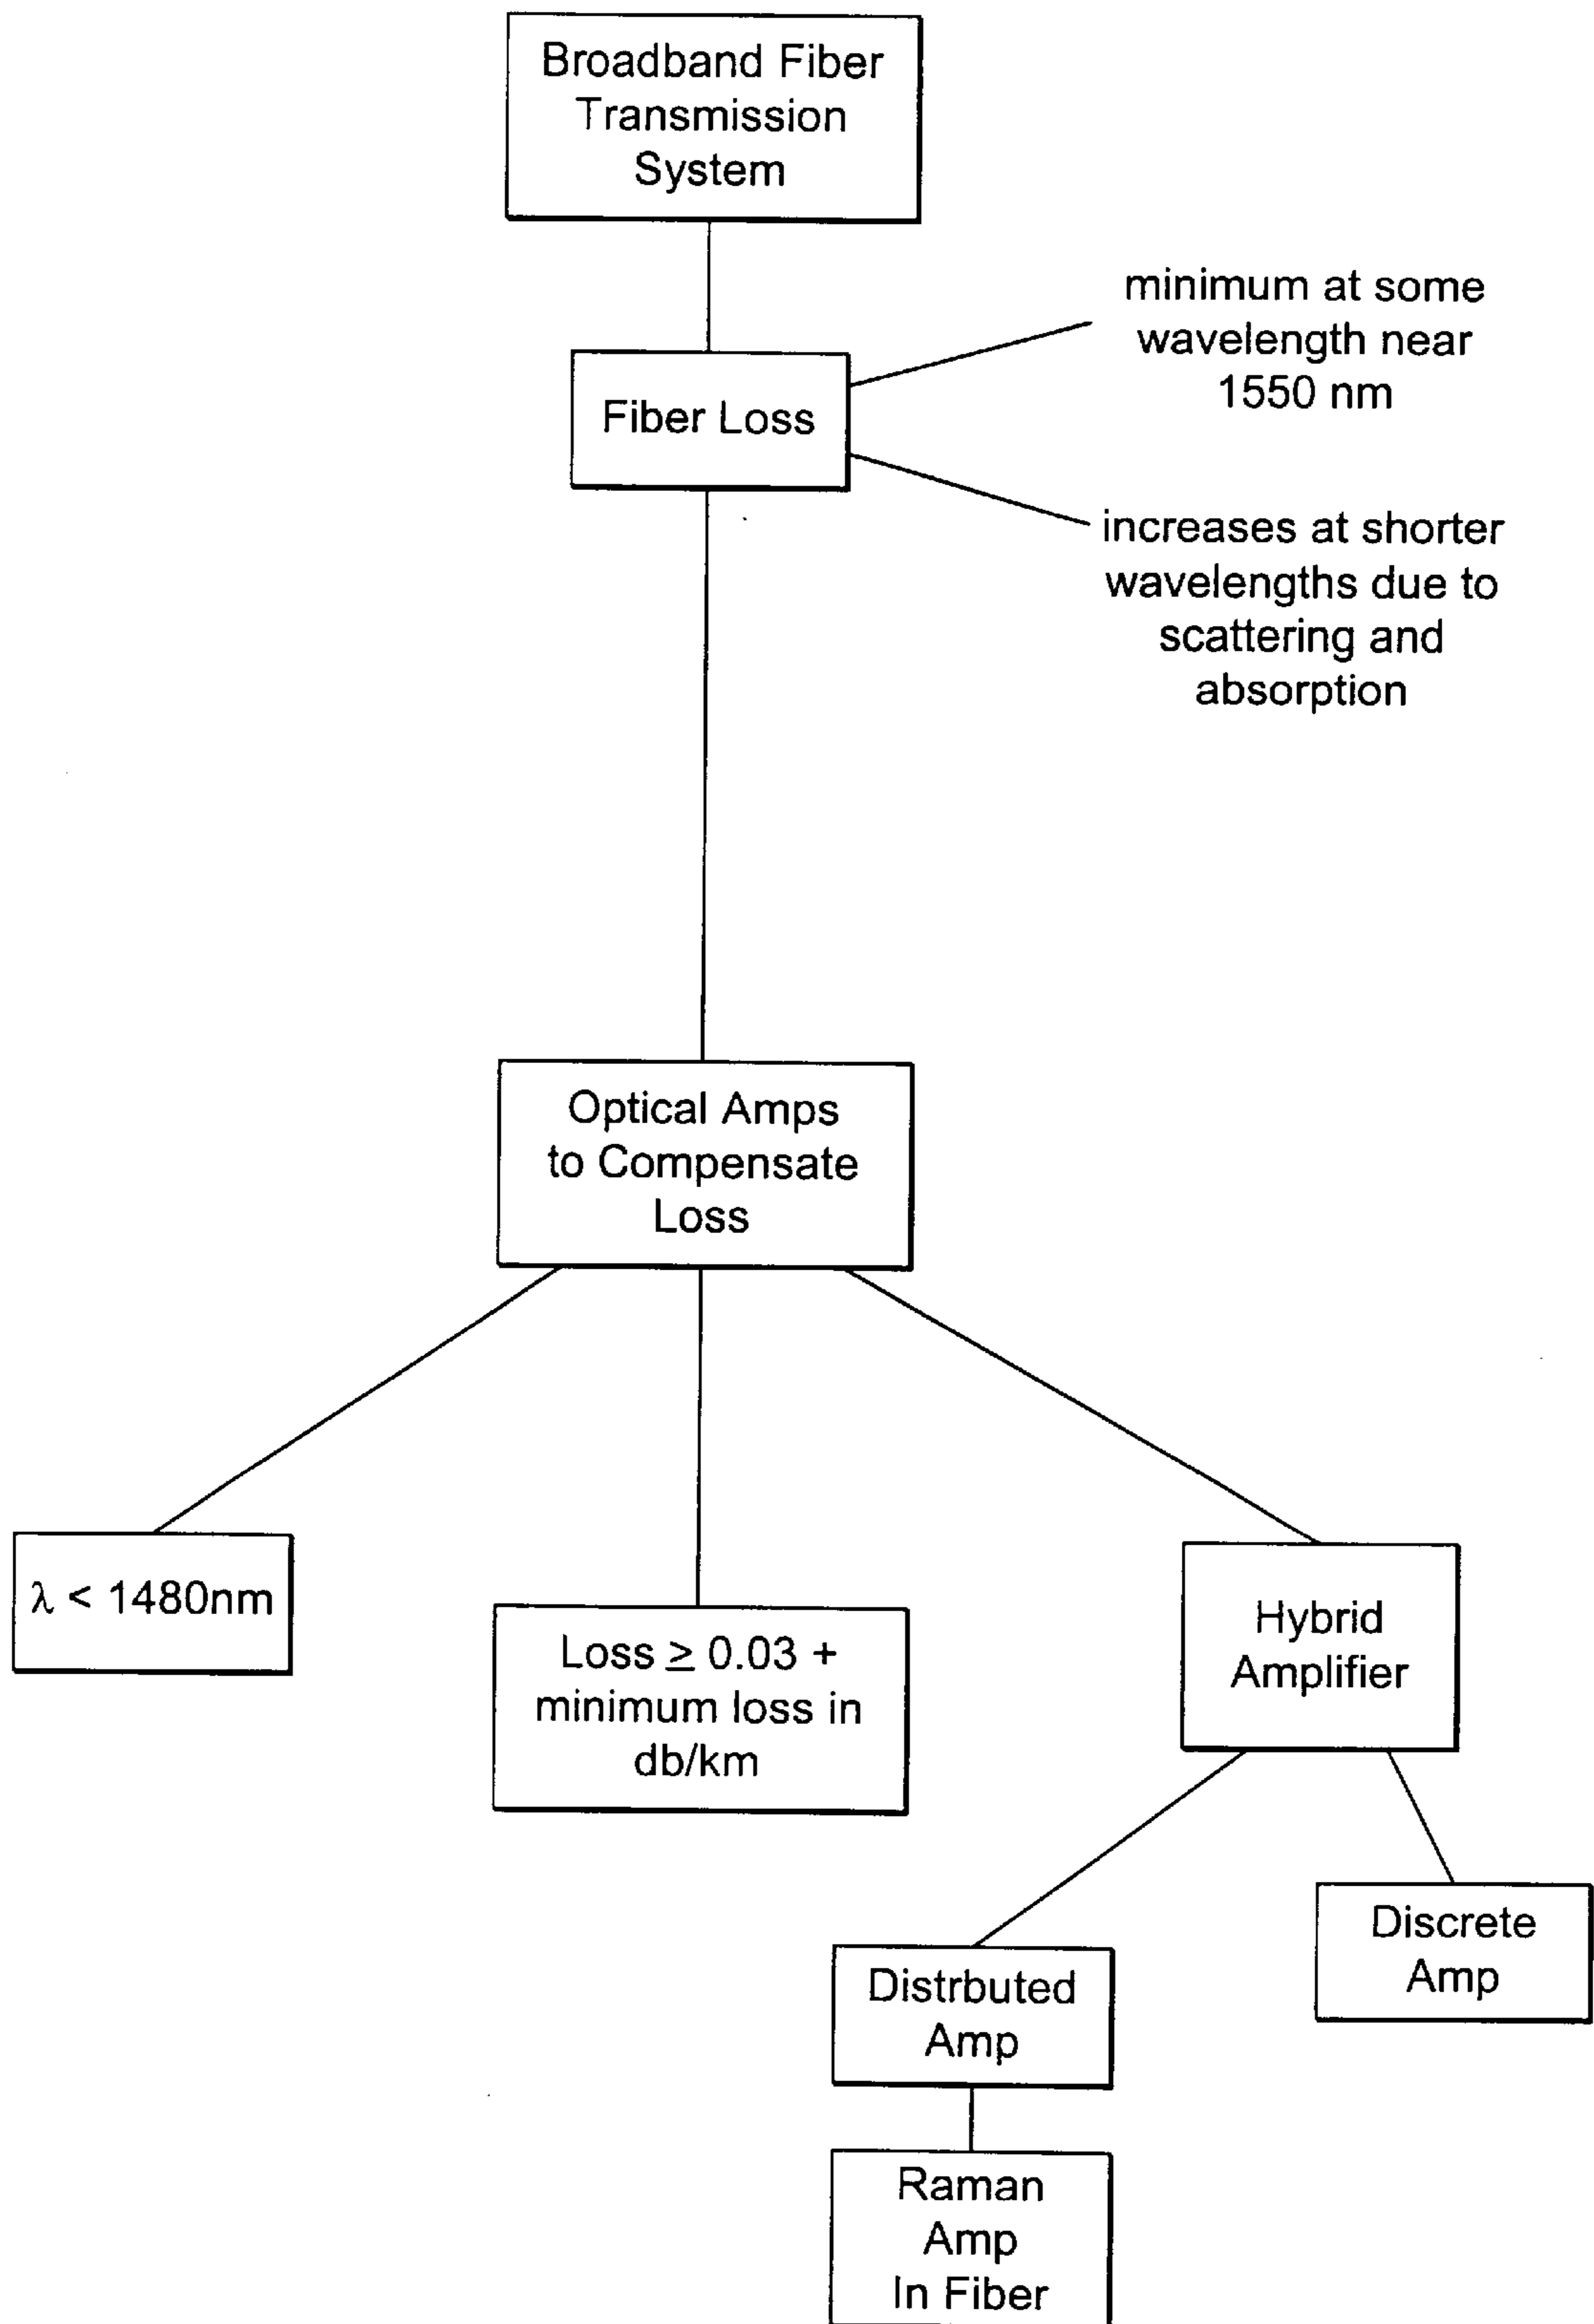 Broadband Fiber
Transmission
System
minimum at some
wavelength near
1550 nm
Fiber Loss
increases at shorter
wavelengths due to
scattering and
absorption
Optical Amps
to Compensate
Loss
λ < 1480nm
Loss ≥ 0.03 +
minimum loss in
db/km
Hybrid
Amplifier
Discrete
Amp
Distrbuted
Amp
Raman
Amp
In Fiber